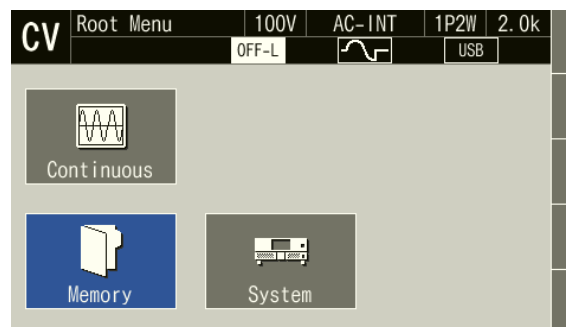 CV Root Menu 100V AC-INT 1P2W 2.0k
OFF-L USB
Continuous
Memory System